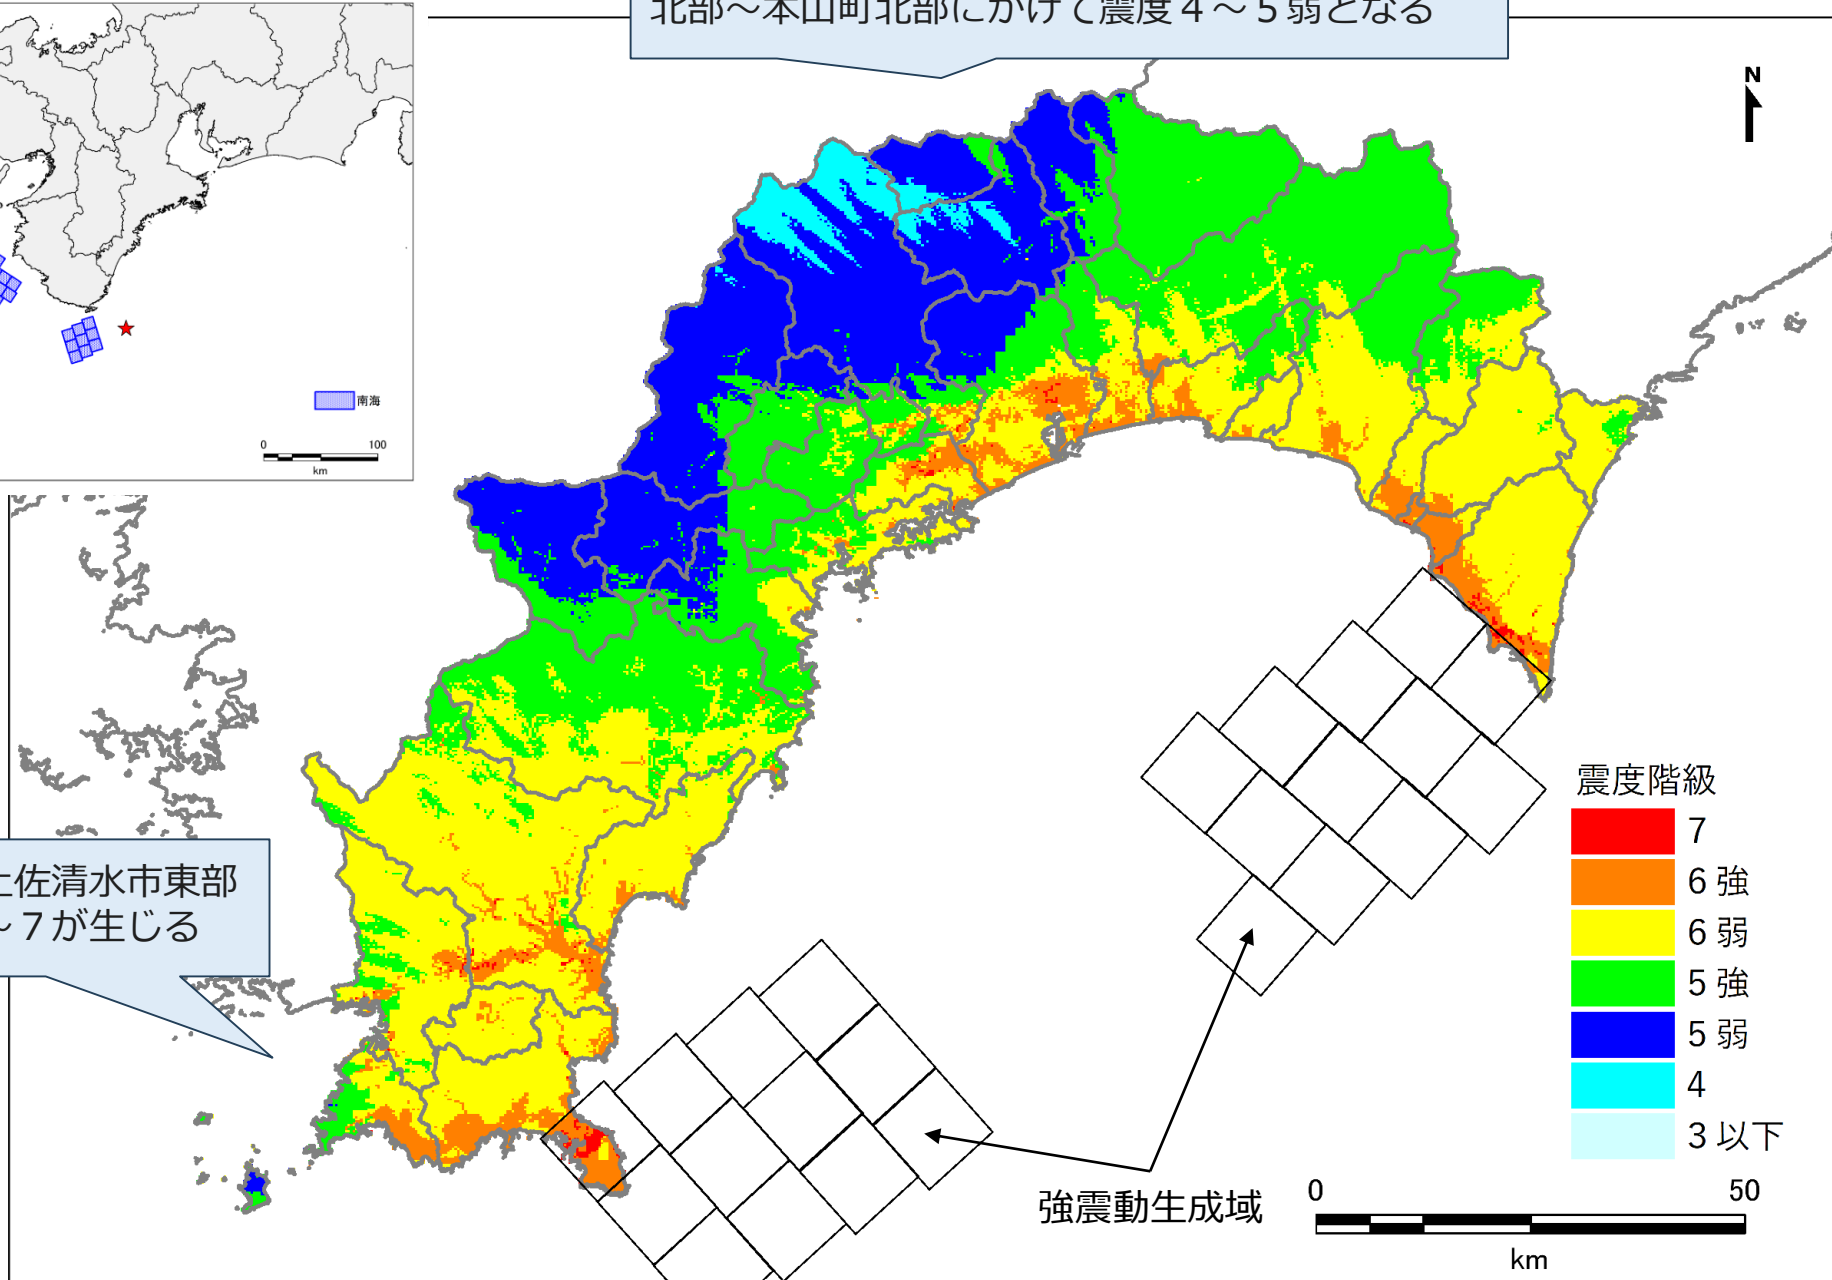 北部～本山町北部にかけて震度４～５弱となる
N
南海
0 100
km
土佐清水市東部
～７が生じる
震度階級
7
6 強
6 弱
5 強
5 弱
4
3 以下
強震動生成域
0 50
km